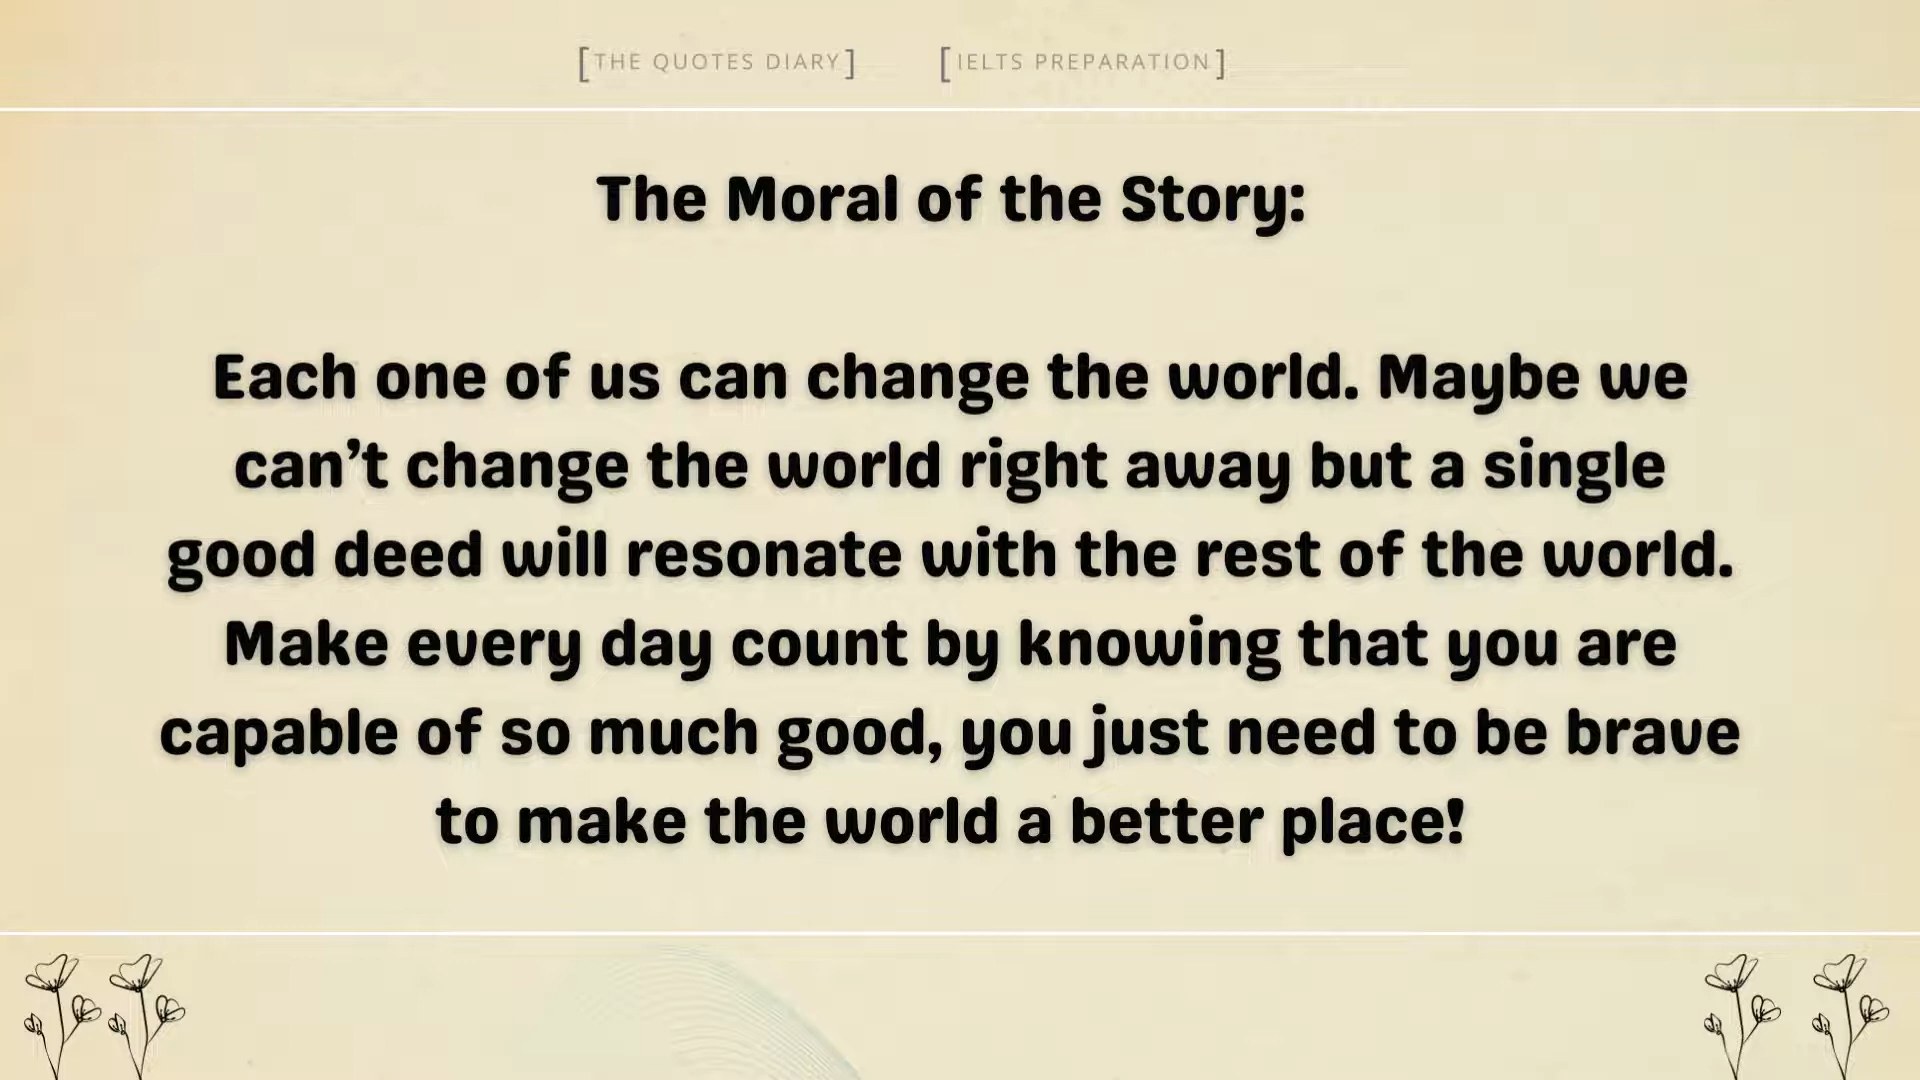 [THE QUOTES DIARY] [IELTS PREPARATION]
The Moral of the Story:
Each one of us can change the world. Maybe we
can’t change the world right away but a single
good deed will resonate with the rest of the world.
Make every day count by knowing that you are
capable of so much good, you just need to be brave
to make the world a better place!